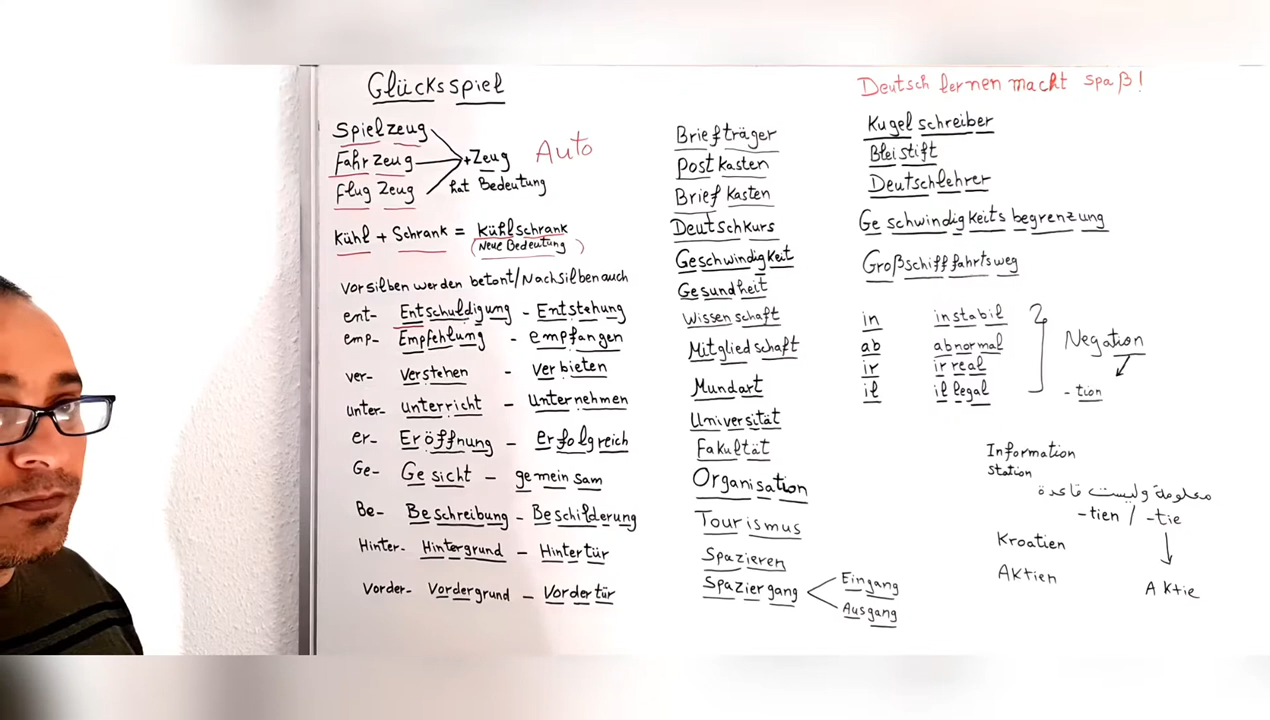 Glücksspiel
Spielzeug
Fahrzeug
Flug Zeug
+Zeug
hat Bedeutung
Auto
Kühl + Schrank = Kühlschrank
(Neue Bedeutung)
Vorsilben werden betont/Nachsilben auch
ent- Entschuldigung - Entstehung
emp- Empfehlung - empfangen
ver- verstehen - verbieten
unter- unterricht - Unternehmen
er- Eröffnung - erfolgreich
Ge- Gesicht - gemeinsam
Be- Beschreibung - Beschilderung
Hinter- Hintergrund - Hintertür
Vorder- Vordergrund - Vordertür
Briefträger
Postkasten
Briefkasten
Deutschkurs
Geschwindigkeit
Gesundheit
Wissenschaft
Mitgliedschaft
Mundart
Universität
Fakultät
Organisation
Tourismus
Spazieren
Spaziergang
Eingang
Ausgang
Deutsch lernen macht spaß!
Kugelschreiber
Bleistift
Deutschlehrer
Geschwindigkeitsbegrenzung
Großschifffahrtsweg
in instabil
ab abnormal
ir irreal
il illegal
Negation
-tion
Information
Station
معلومة وليست قاعدة
-tien / -tie
Kroatien
Aktien
Aktie